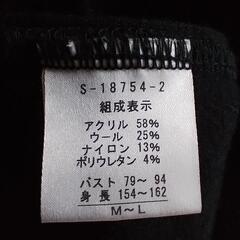 S-18754-2
組成表示
アクリル 58%
ウール 25%
ナイロン 13%
ポリウレタン 4%
バスト 79～ 94
身長 154～162
M～L